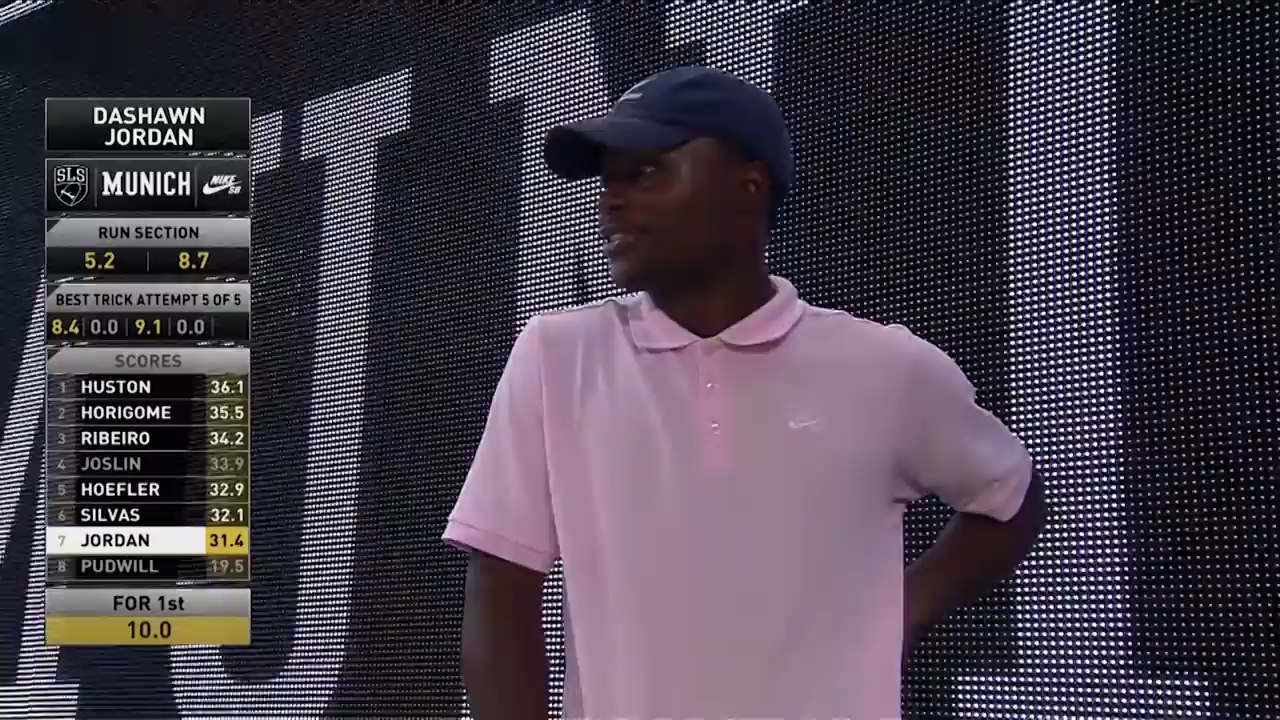 DASHAWN
JORDAN
SLS MUNICH NIKE SB
RUN SECTION
5.2 8.7
BEST TRICK ATTEMPT 5 OF 5
8.4 0.0 9.1 0.0
SCORES
1 HUSTON 36.1
2 HORIGOME 35.5
3 RIBEIRO 34.2
4 JOSLIN 33.9
5 HOEFLER 32.9
6 SILVAS 32.1
7 JORDAN 31.4
8 PUDWILL 19.5
FOR 1st
10.0